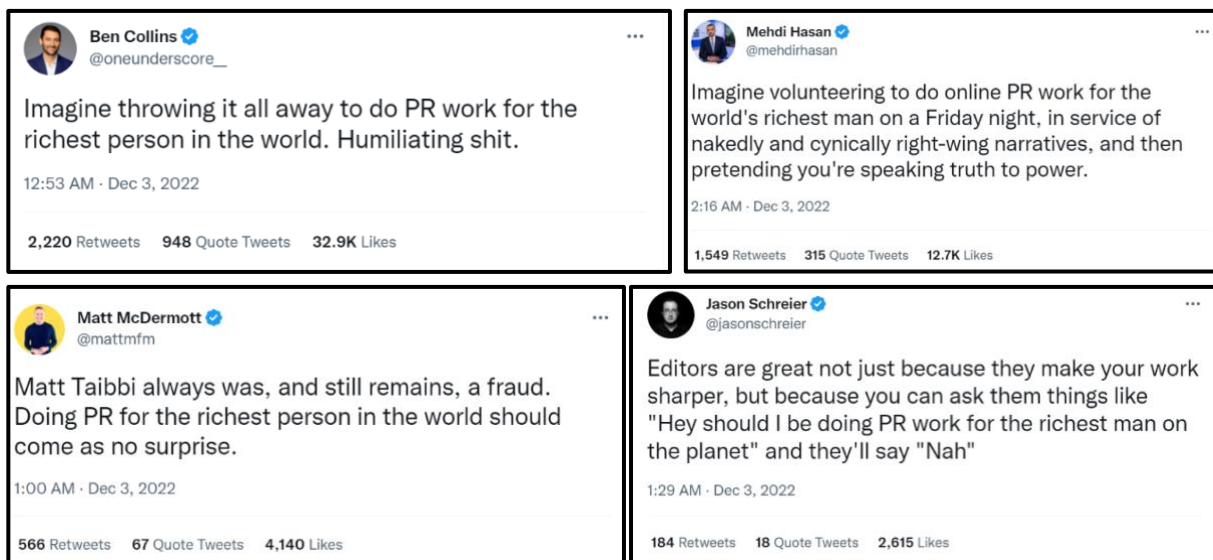 Ben Collins
@oneunderscore__
Imagine throwing it all away to do PR work for the
richest person in the world. Humiliating shit.
12:53 AM · Dec 3, 2022
2,220 Retweets 948 Quote Tweets 32.9K Likes
Mehdi Hasan
@mehdirhasan
Imagine volunteering to do online PR work for the
world's richest man on a Friday night, in service of
nakedly and cynically right-wing narratives, and then
pretending you're speaking truth to power.
2:16 AM · Dec 3, 2022
1,549 Retweets 315 Quote Tweets 12.7K Likes
Matt McDermott
@mattmfm
Matt Taibbi always was, and still remains, a fraud.
Doing PR for the richest person in the world should
come as no surprise.
1:00 AM · Dec 3, 2022
566 Retweets 67 Quote Tweets 4,140 Likes
Jason Schreier
@jasonschreier
Editors are great not just because they make your work
sharper, but because you can ask them things like
"Hey should I be doing PR work for the richest man on
the planet" and they'll say "Nah"
1:29 AM · Dec 3, 2022
184 Retweets 18 Quote Tweets 2,615 Likes